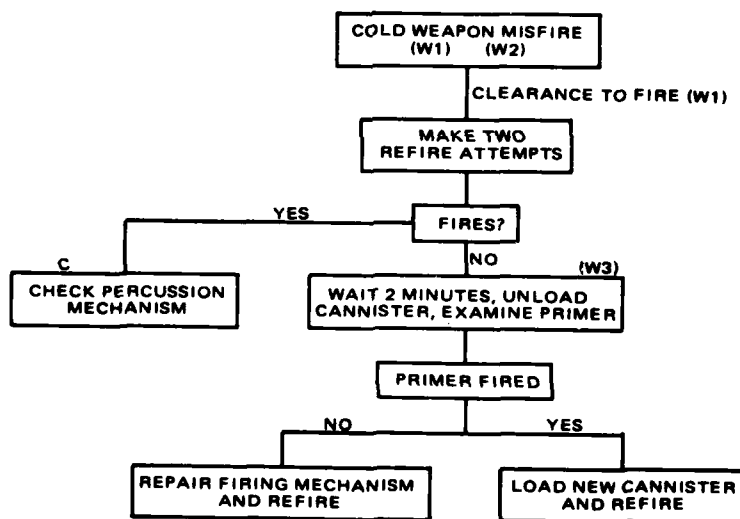 COLD WEAPON MISFIRE
(W1) (W2)
CLEARANCE TO FIRE (W1)
MAKE TWO
REFIRE ATTEMPTS
YES
FIRES?
NO
(W3)
C
CHECK PERCUSSION
MECHANISM
WAIT 2 MINUTES, UNLOAD
CANNISTER, EXAMINE PRIMER
PRIMER FIRED
NO
YES
REPAIR FIRING MECHANISM
AND REFIRE
LOAD NEW CANNISTER
AND REFIRE